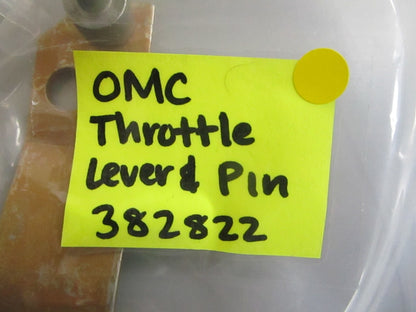 OMC
Throttle
Lever & Pin
382822